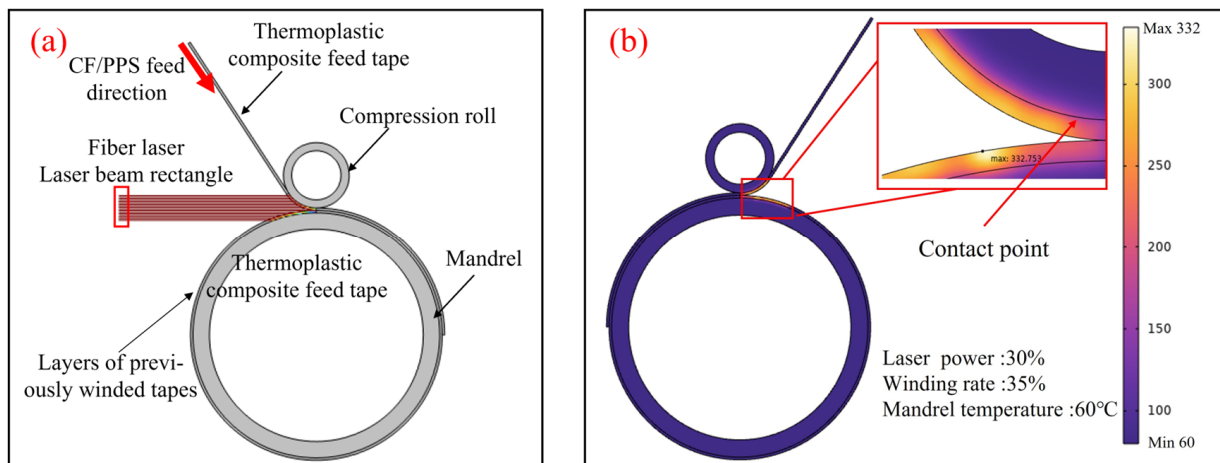 (a)
Thermoplastic
composite feed tape
CF/PPS feed
direction
Compression roll
Fiber laser
Laser beam rectangle
Thermoplastic
composite feed tape
Mandrel
Layers of previ-
ously winded tapes
(b)
max: 332.753
Contact point
Laser power :30%
Winding rate :35%
Mandrel temperature :60℃
Max 332
300
250
200
150
100
Min 60